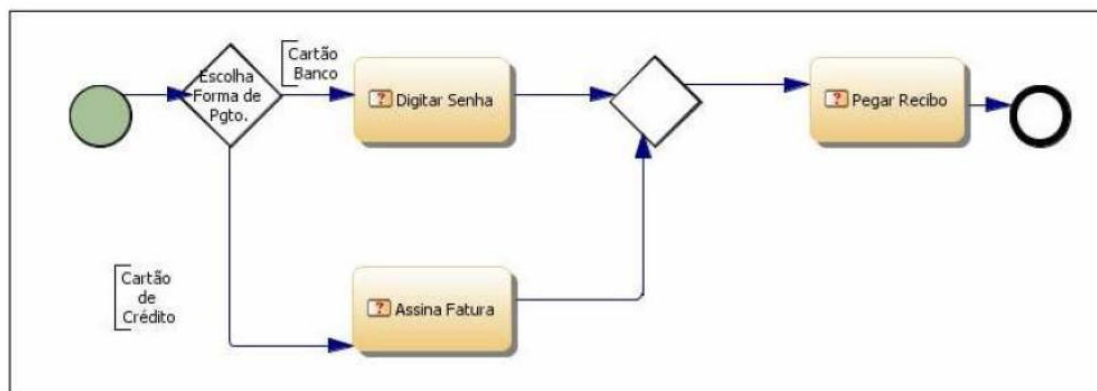 Escolha
Forma de
Pgto.
Cartão
Banco
Digitar Senha
Pegar Recibo
Cartão
de
Crédito
Assina Fatura